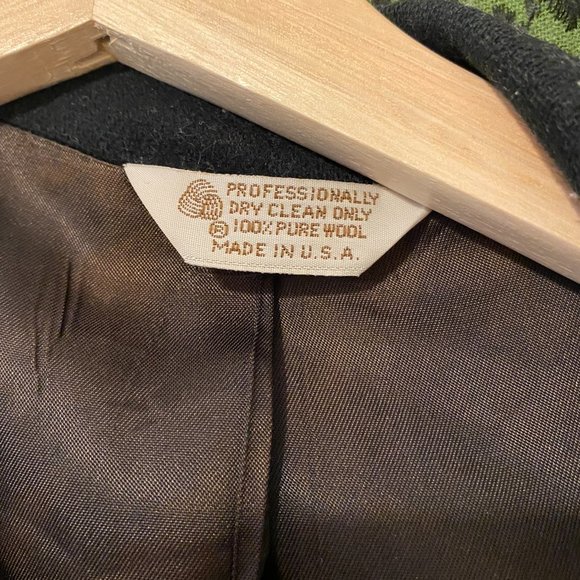 PROFESSIONALLY
DRY CLEAN ONLY
® 100% PURE WOOL
MADE IN U.S.A.